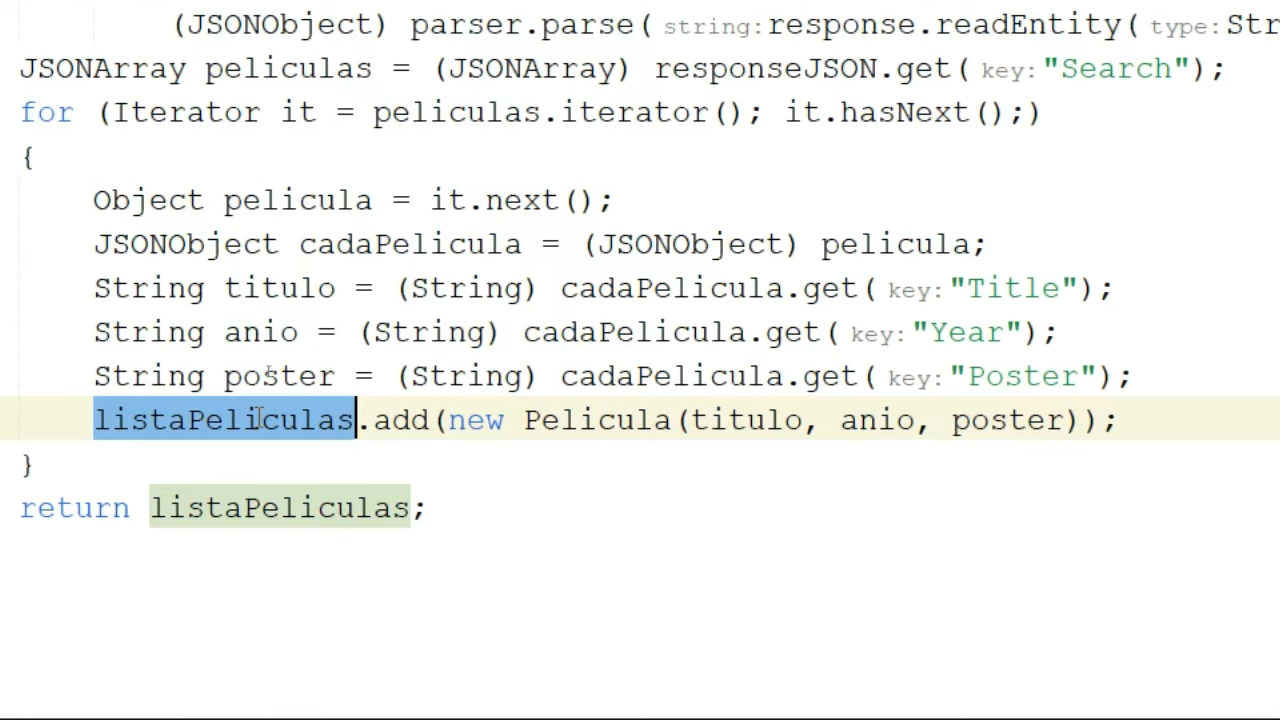 (JSONObject) parser.parse( string: response.readEntity( type: Str
JSONArray peliculas = (JSONArray) responseJSON.get( key: "Search");
for (Iterator it = peliculas.iterator(); it.hasNext();)
{
Object pelicula = it.next();
JSONObject cadaPelicula = (JSONObject) pelicula;
String titulo = (String) cadaPelicula.get( key: "Title");
String anio = (String) cadaPelicula.get( key: "Year");
String poster = (String) cadaPelicula.get( key: "Poster");
listaPeliculas.add(new Pelicula(titulo, anio, poster));
}
return listaPeliculas;